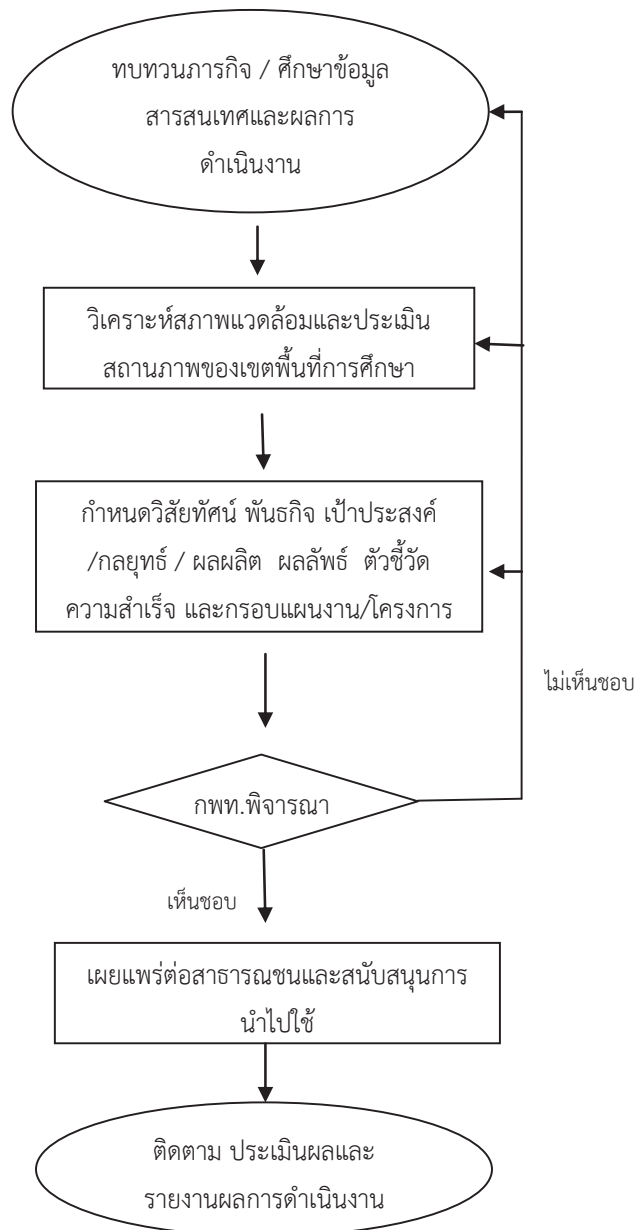 ทบทวนภารกิจ / ศึกษาข้อมูล
สารสนเทศและผลการ
ดำเนินงาน
วิเคราะห์สภาพแวดล้อมและประเมิน
สถานภาพของเขตพื้นที่การศึกษา
กำหนดวิสัยทัศน์ พันธกิจ เป้าประสงค์
/กลยุทธ์ / ผลผลิต ผลลัพธ์ ตัวชี้วัด
ความสำเร็จ และกรอบแผนงาน/โครงการ
ไม่เห็นชอบ
กพท.พิจารณา
เห็นชอบ
เผยแพร่ต่อสาธารณชนและสนับสนุนการ
นำไปใช้
ติดตาม ประเมินผลและ
รายงานผลการดำเนินงาน